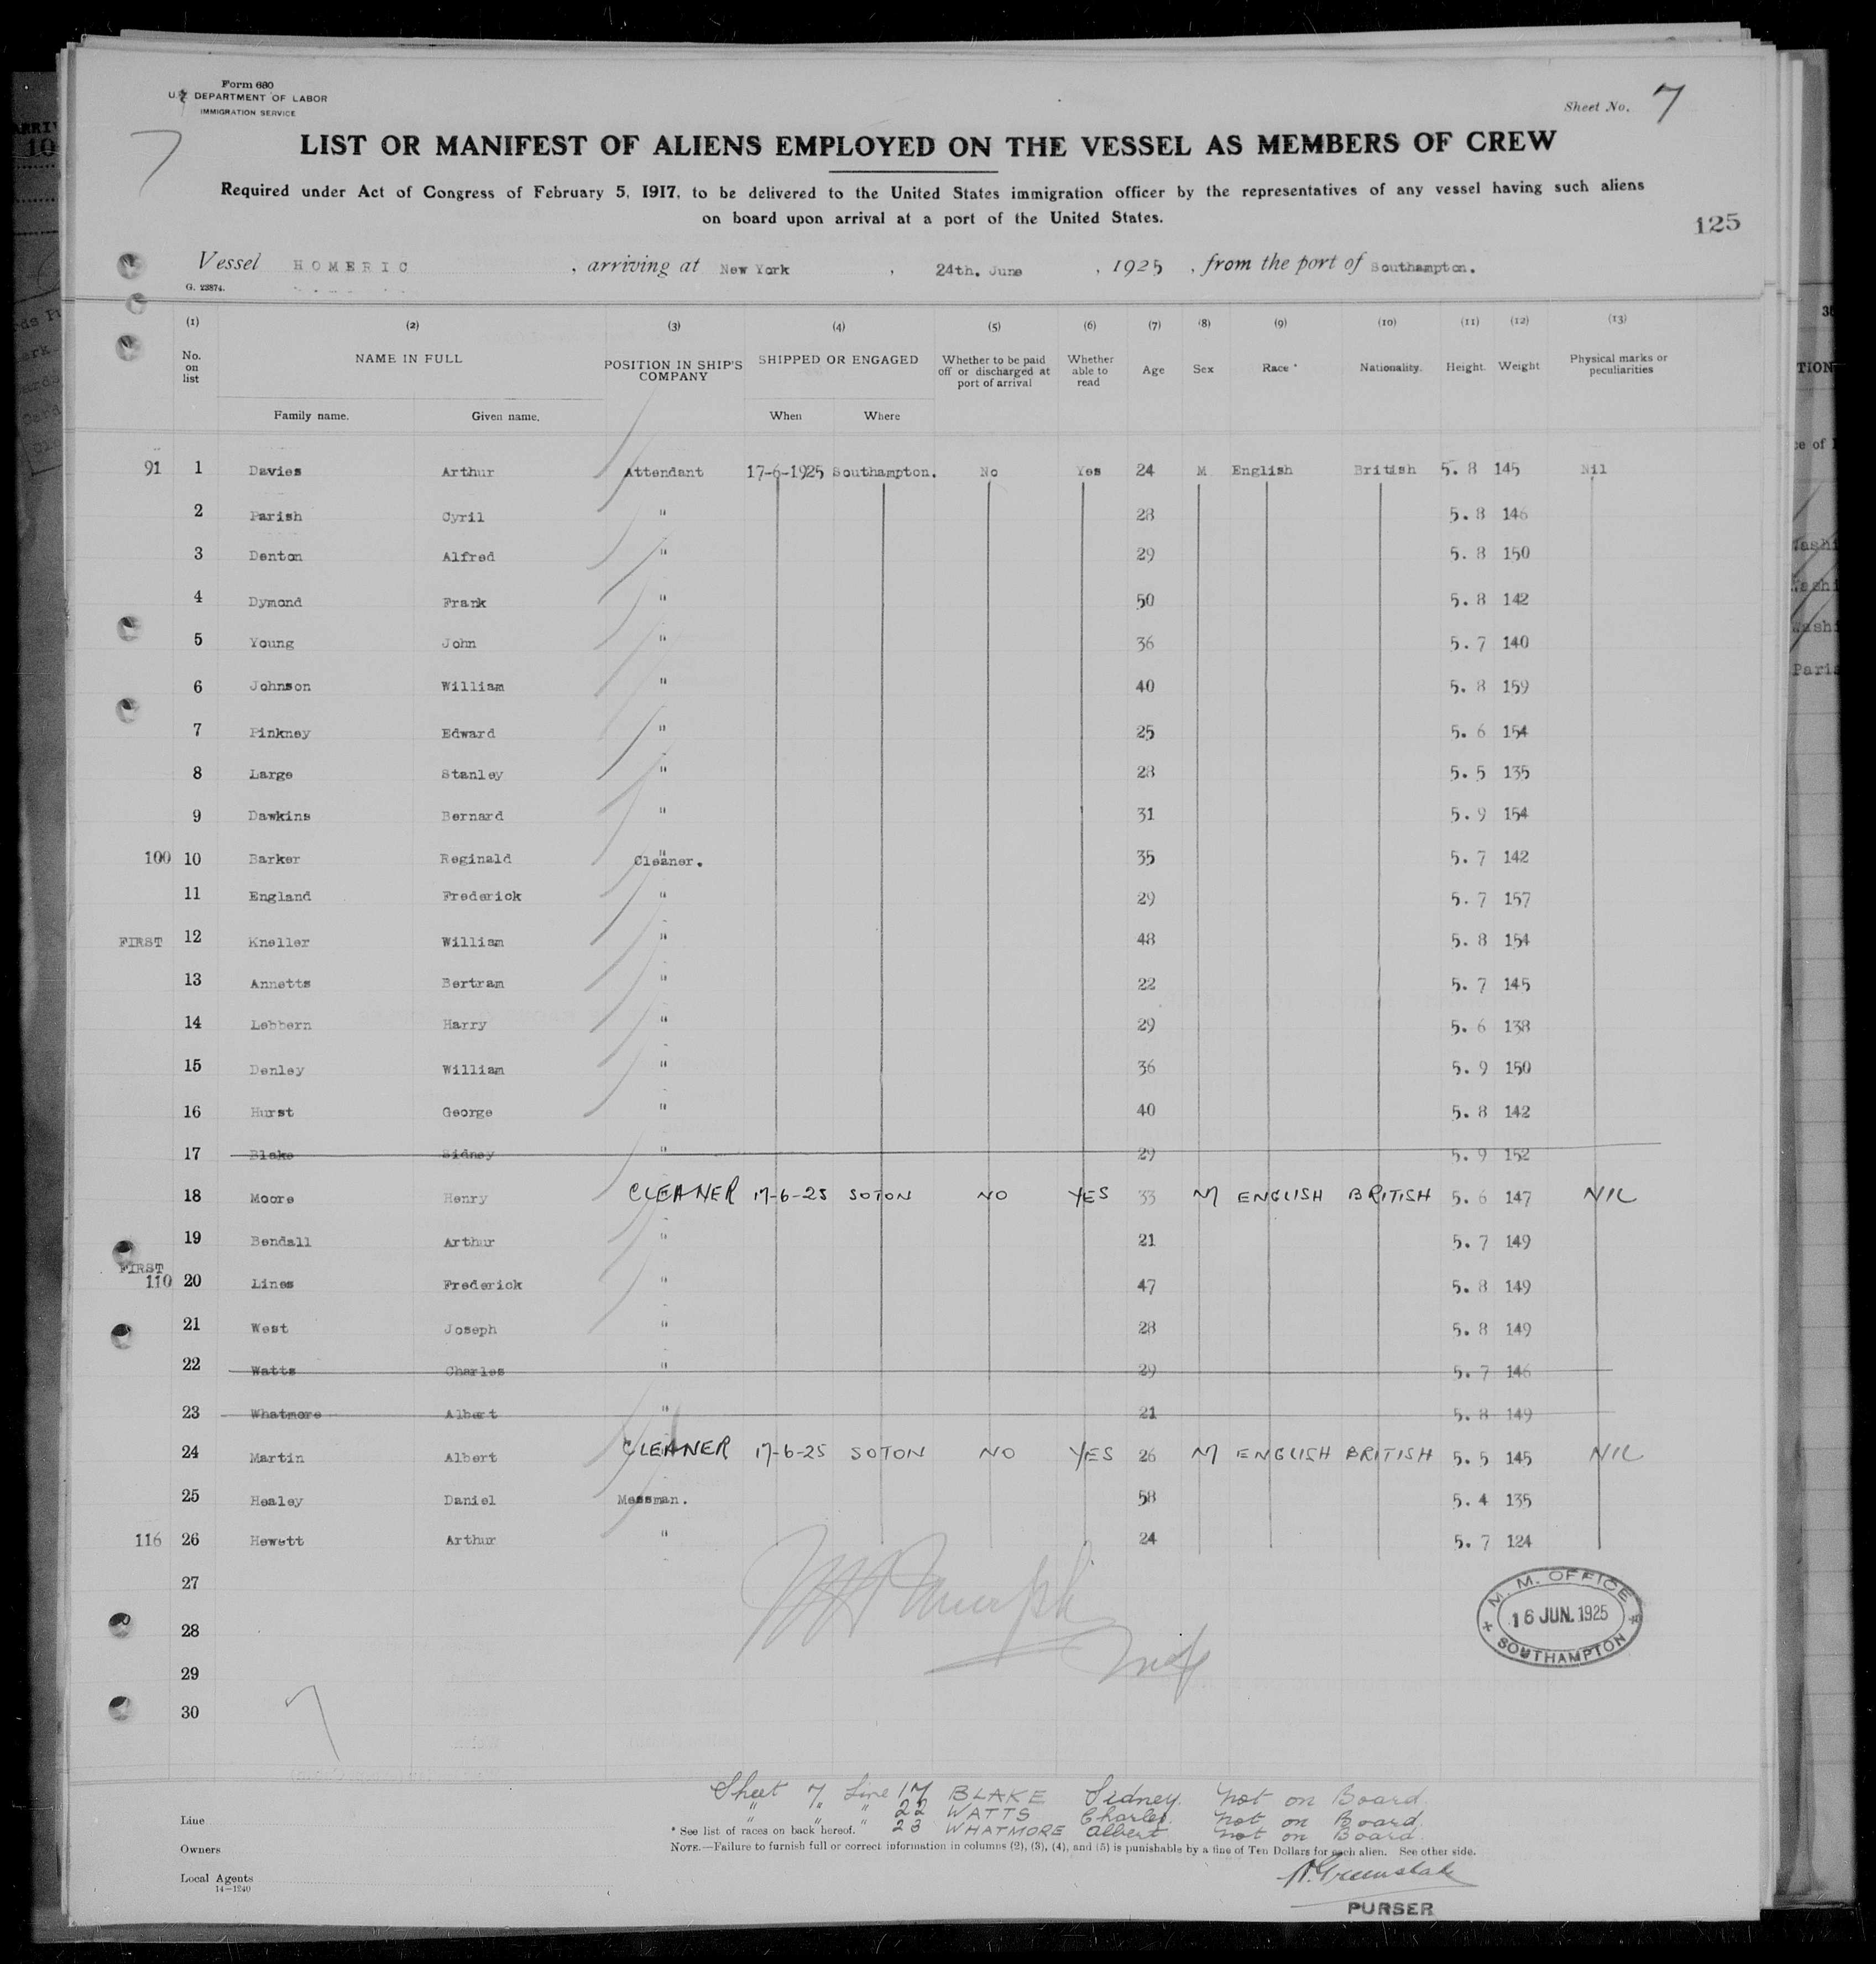 Form 680
U.S. DEPARTMENT OF LABOR
IMMIGRATION SERVICE
Sheet No. 7
7
LIST OR MANIFEST OF ALIENS EMPLOYED ON THE VESSEL AS MEMBERS OF CREW
Required under Act of Congress of February 5, 1917, to be delivered to the United States immigration officer by the representatives of any vessel having such aliens
on board upon arrival at a port of the United States.
125
Vessel HOMERIC, arriving at New York, 24th. June, 1925, from the port of Southampton.
G. 23874.
(1) (2) (3) (4) (5) (6) (7) (8) (9) (10) (11) (12) (13)
No. on list NAME IN FULL POSITION IN SHIP'S COMPANY SHIPPED OR ENGAGED Whether to be paid off or discharged at port of arrival Whether able to read Age Sex Race * Nationality. Height. Weight Physical marks or peculiarities
Family name. Given name. When Where
91 1 Davies Arthur Attendant 17-6-1925 Southampton. No Yes 24 M English British 5. 8 145 Nil
2 Parish Cyril " 28 5. 8 146
3 Denton Alfred " 29 5. 8 150
4 Dymond Frank " 50 5. 8 142
5 Young John " 36 5. 7 140
6 Johnson William " 40 5. 8 159
7 Pinkney Edward " 25 5. 6 154
8 Large Stanley " 28 5. 5 135
9 Dawkins Bernard " 31 5. 9 154
100 10 Barker Reginald Cleaner. 35 5. 7 142
11 England Frederick " 29 5. 7 157
FIRST 12 Kneller William " 48 5. 8 154
13 Annetts Bertram " 22 5. 7 145
14 Lebbern Harry " 29 5. 6 138
15 Denley William " 36 5. 9 150
16 Hurst George " 40 5. 8 142
17 Blake Sidney " 29 5. 9 152
18 Moore Henry CLEANER 17-6-25 SOTON NO YES 33 M ENGLISH BRITISH 5. 6 147 NIL
19 Bendall Arthur " 21 5. 7 149
FIRST
110 20 Lines Frederick " 47 5. 8 149
21 West Joseph " 28 5. 8 149
22 Watts Charles " 29 5. 7 146
23 Whatmore Albert " 21 5. 8 149
24 Martin Albert CLEANER 17-6-25 SOTON NO YES 26 M ENGLISH BRITISH 5. 5 145 NIL
25 Healey Daniel Messman. 58 5. 4 135
116 26 Hewett Arthur " 24 5. 7 124
27
28
29
30
M. M. OFFICE
16 JUN. 1925
SOUTHAMPTON
7
Sheet 7 Line 17 BLAKE Sidney. not on Board.
" " " 22 WATTS Charles. not on Board.
" " " 23 WHATMORE Albert not on Board.
Line
* See list of races on back hereof.
NOTE.—Failure to furnish full or correct information in columns (2), (3), (4), and (5) is punishable by a fine of Ten Dollars for each alien. See other side.
Owners
Local Agents
14—1240
PURSER